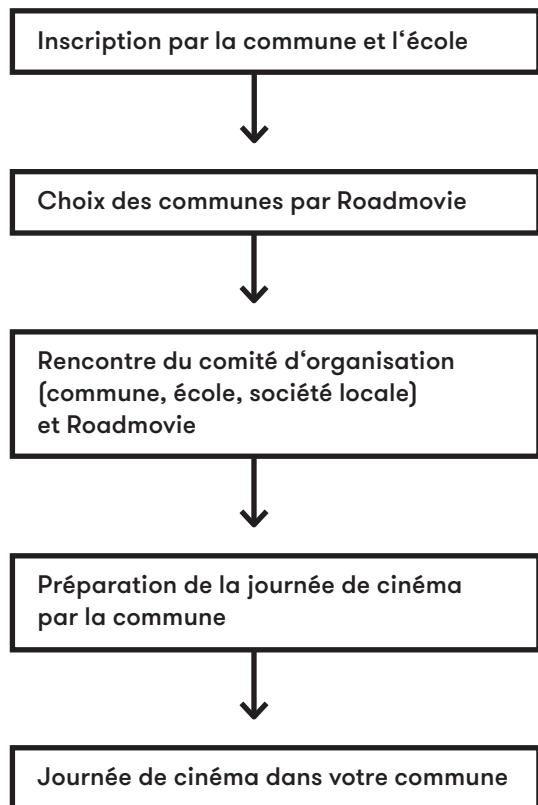 Inscription par la commune et l‘école
Choix des communes par Roadmovie
Rencontre du comité d‘organisation
(commune, école, société locale)
et Roadmovie
Préparation de la journée de cinéma
par la commune
Journée de cinéma dans votre commune